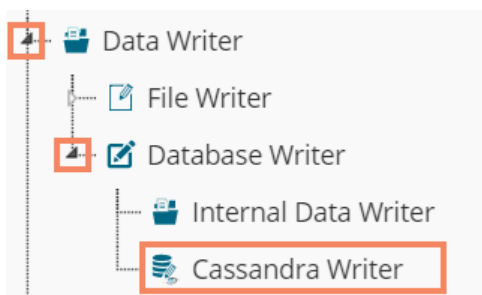 Data Writer
File Writer
Database Writer
Internal Data Writer
Cassandra Writer